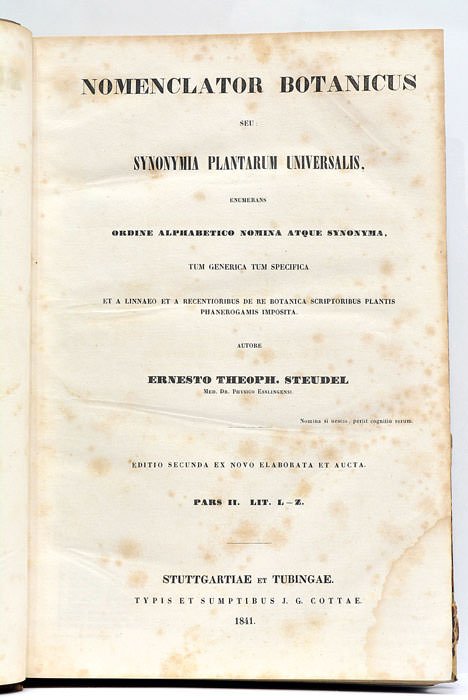 NOMENCLATOR BOTANICUS
SEU
SYNONYMIA PLANTARUM UNIVERSALIS,
ENUMERANS
ORDINE ALPHABETICO NOMINA ATQUE SYNONYMA,
TUM GENERICA TUM SPECIFICA
ET A LINNAEO ET A RECENTIORIBUS DE RE BOTANICA SCRIPTORIBUS PLANTIS
PHANEROGAMIS IMPOSITA.
AUTORE
ERNESTO THEOPH. STEUDEL
MED. DR. PHYSICO ESSLINGENSI.
Nomina si nescis, periit cognitio rerum.
EDITIO SECUNDA EX NOVO ELABORATA ET AUCTA.
PARS II. LIT. L–Z.
STUTTGARTIAE ET TUBINGAE.
TYPIS ET SUMPTIBUS J. G. COTTAE.
1841.